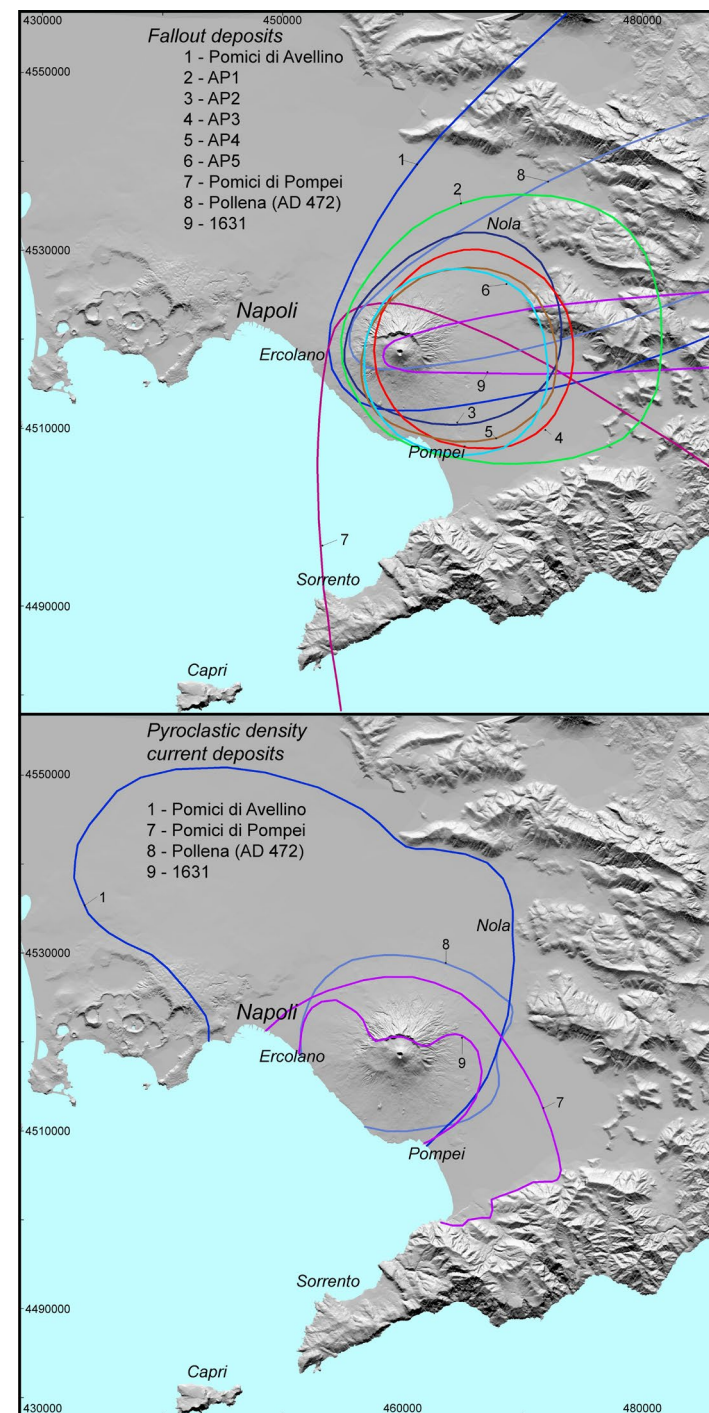 430000 450000 480000
Fallout deposits
1 - Pomici di Avellino
2 - AP1
3 - AP2
4 - AP3
5 - AP4
6 - AP5
7 - Pomici di Pompei
8 - Pollena (AD 472)
9 - 1631
4550000
1
8
2
Nola
4530000
6
Napoli
Ercolano
9
3
4510000
5
4
Pompei
7
Sorrento
4490000
Capri
Pyroclastic density
current deposits
4550000
1 - Pomici di Avellino
7 - Pomici di Pompei
8 - Pollena (AD 472)
9 - 1631
1
Nola
4530000
8
Napoli
Ercolano
9
7
4510000
Pompei
Sorrento
4490000
Capri
430000 460000 480000